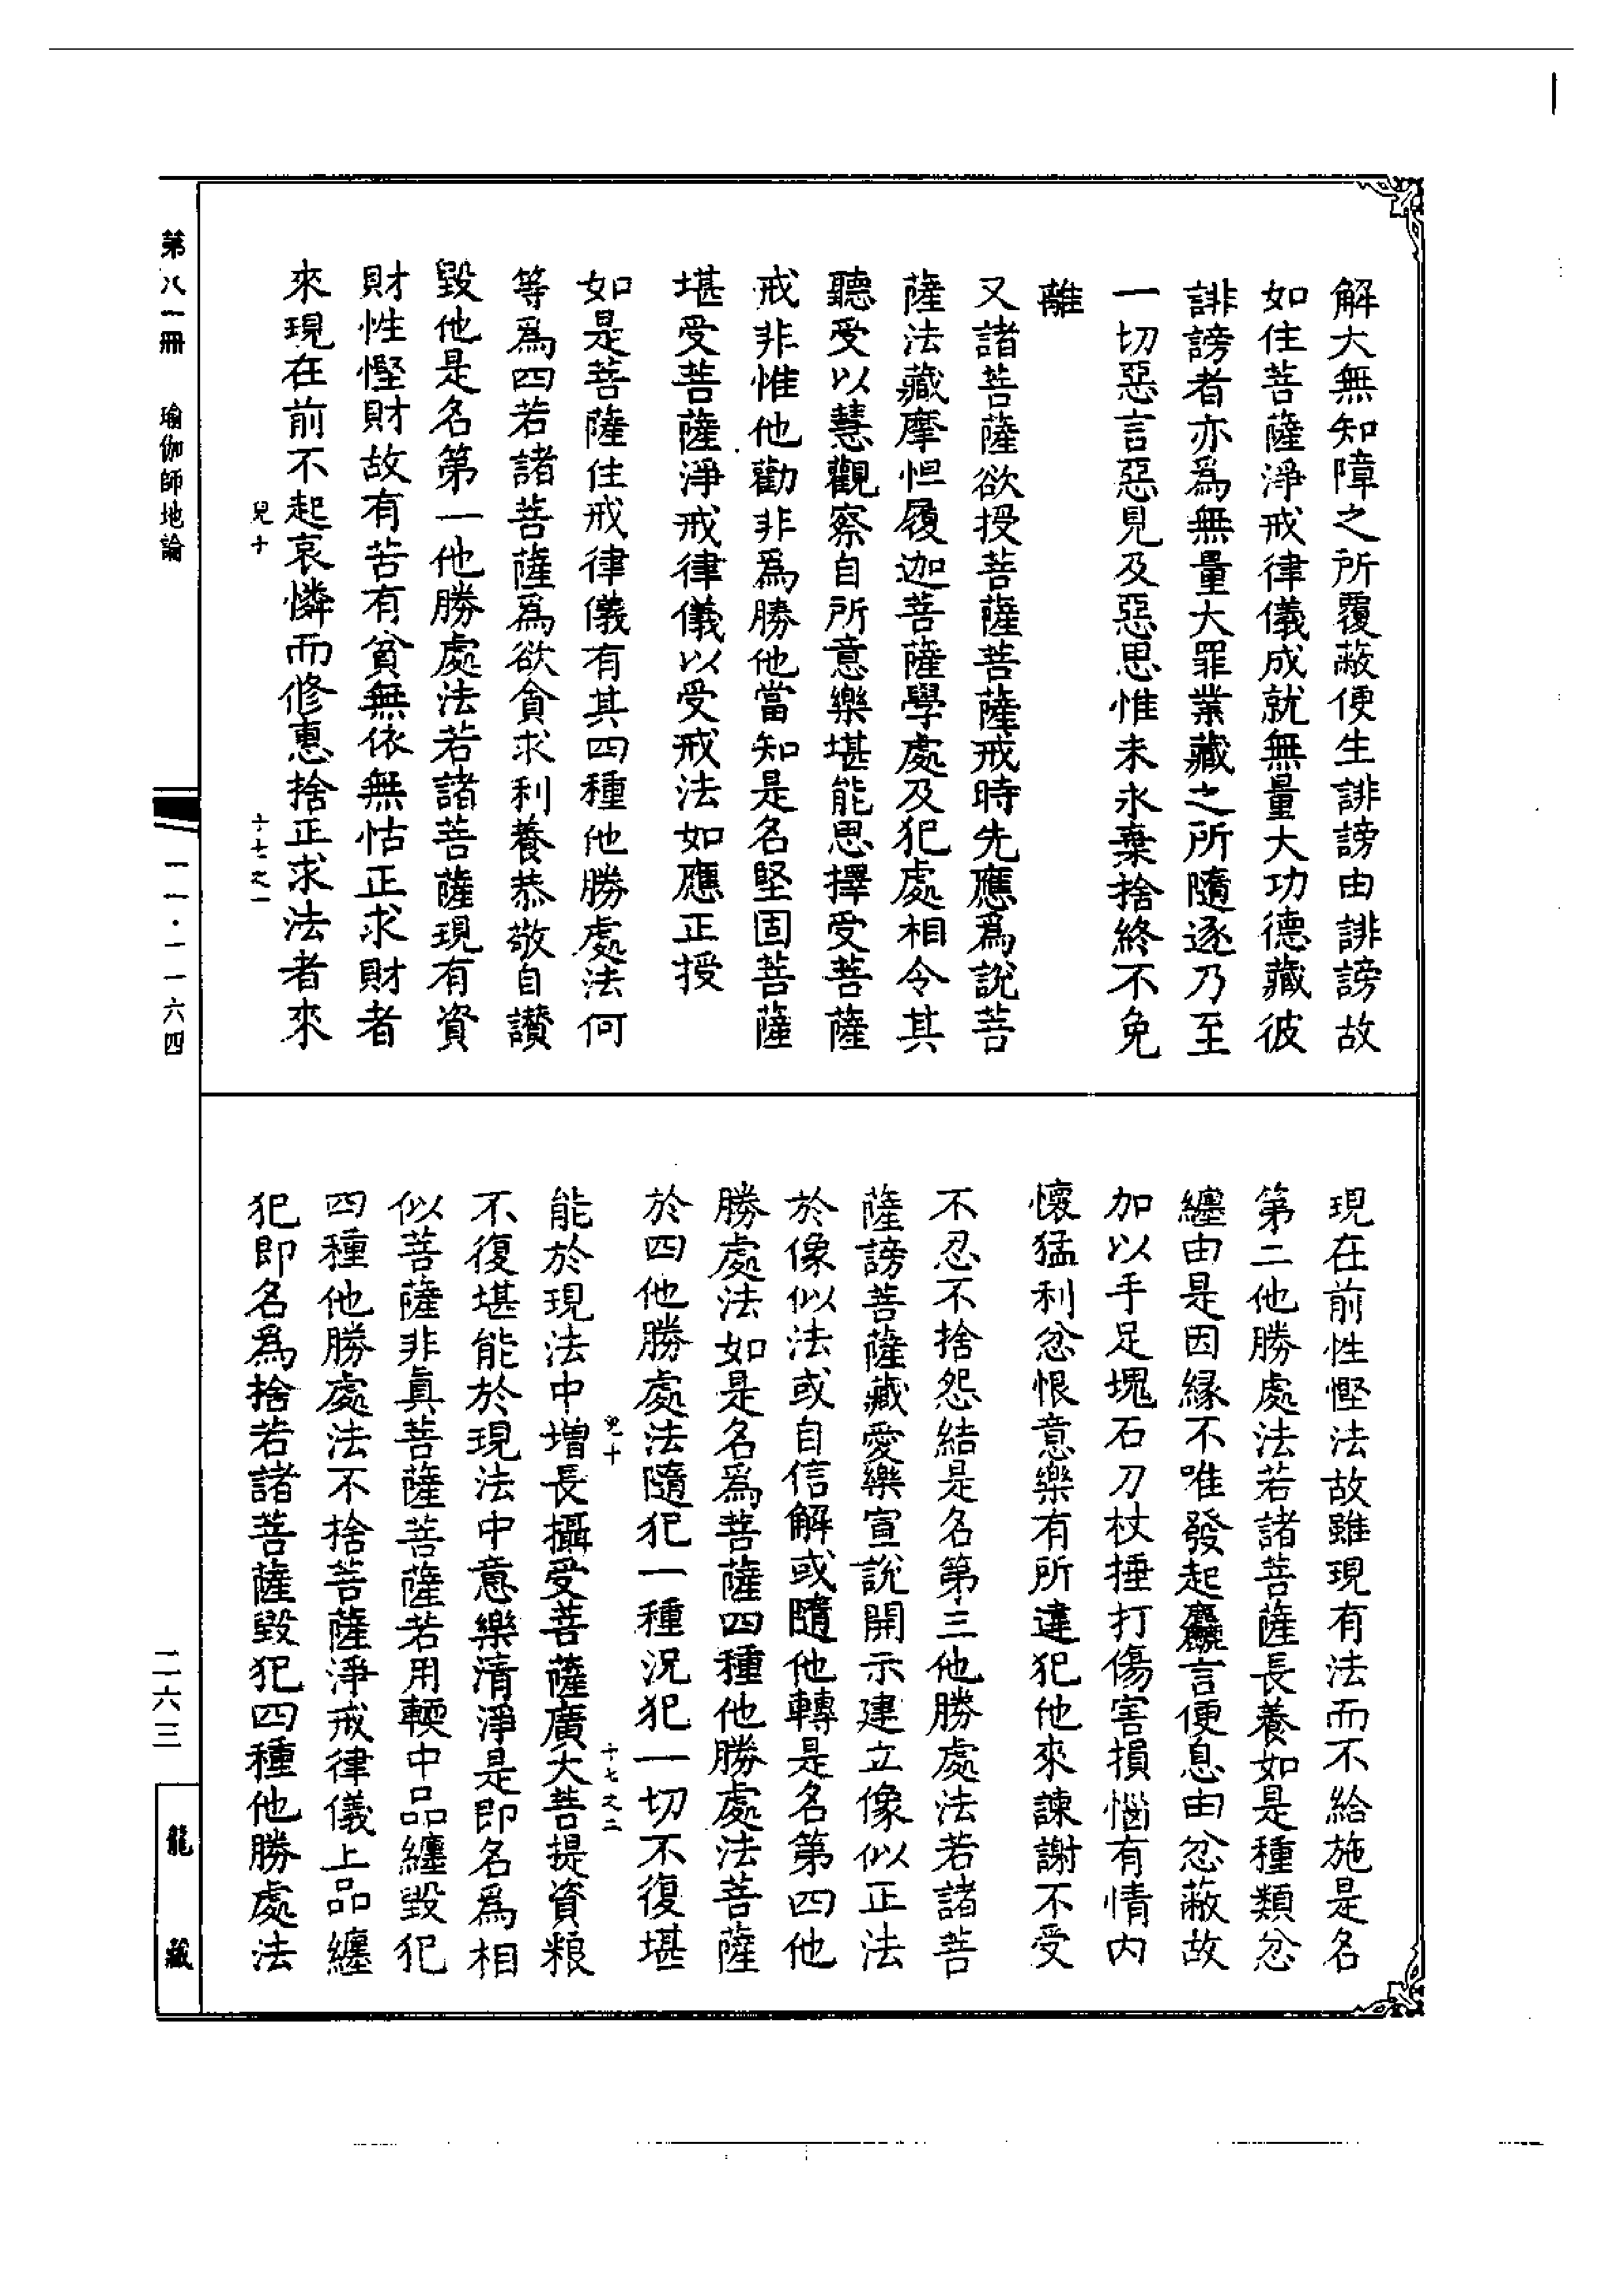 解大無知障之所覆蔽便生誹謗由誹謗故
如住菩薩淨戒律儀成就無量大功德藏彼
誹謗者亦爲無量大罪業藏之所隨逐乃至
一切惡言惡見及惡思惟未永棄捨終不免
離
又諸菩薩欲授菩薩菩薩戒時先應爲說菩
薩法藏摩怛履迦菩薩學處及犯處相令其
聽受以慧觀察自所意樂堪能思擇受菩薩
戒非惟他勸非爲勝他當知是名堅固菩薩
堪受菩薩淨戒律儀以受戒法如應正授
如是菩薩住戒律儀有其四種他勝處法何
等爲四若諸菩薩爲欲貪求利養恭敬自讃
毀他是名第一他勝處法若諸菩薩現有資
財性慳財故有苦有貧無依無怙正求財者
來現在前不起哀憐而修惠捨正求法者來
皃十 十七之一
現在前性慳法故雖現有法而不給施是名
第二他勝處法若諸菩薩長養如是種類忿
纏由是因緣不唯發起麤言便息由忿蔽故
加以手足塊石刀杖捶打傷害損惱有情內
懷猛利忿恨意樂有所違犯他來諫謝不受
不忍不捨怨結是名第三他勝處法若諸菩
薩謗菩薩藏愛樂宣說開示建立像似正法
於像似法或自信解或隨他轉是名第四他
勝處法如是名爲菩薩四種他勝處法菩薩
於四他勝處法隨犯一種況犯一切不復堪
皃十 十七之二
能於現法中增長攝受菩薩廣大菩提資粮
不復堪能於現法中意樂清淨是即名爲相
似菩薩非真菩薩菩薩若用輭中品纏毀犯
四種他勝處法不捨菩薩淨戒律儀上品纏
犯即名爲捨若諸菩薩毀犯四種他勝處法
第八一冊 瑜伽師地論 一一·一一六四 二六三 龍藏